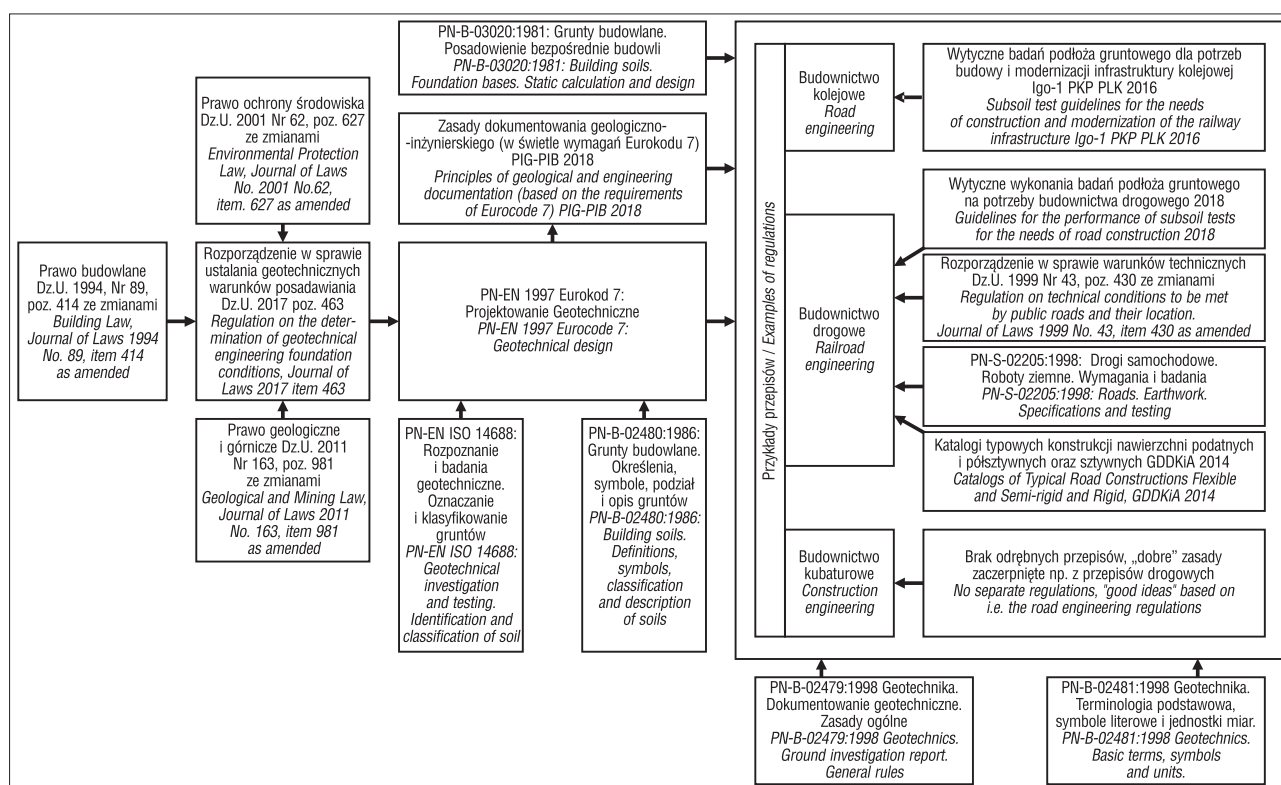 PN-B-03020:1981: Grunty budowlane.
Posadowienie bezpośrednie budowli
PN-B-03020:1981: Building soils.
Foundation bases. Static calculation and design
Prawo ochrony środowiska
Dz.U. 2001 Nr 62, poz. 627
ze zmianami
Environmental Protection
Law, Journal of Laws
No. 2001 No.62,
item. 627 as amended
Zasady dokumentowania geologiczno-
-inżynierskiego (w świetle wymagań Eurokodu 7)
PIG-PIB 2018
Principles of geological and engineering
documentation (based on the requirements
of Eurocode 7) PIG-PIB 2018
Prawo budowlane
Dz.U. 1994, Nr 89,
poz. 414 ze zmianami
Building Law,
Journal of Laws 1994
No. 89, item 414
as amended
Rozporządzenie w sprawie
ustalania geotechnicznych
warunków posadawiania
Dz.U. 2017 poz. 463
Regulation on the deter-
mination of geotechnical
engineering foundation
conditions, Journal of
Laws 2017 item 463
PN-EN 1997 Eurokod 7:
Projektowanie Geotechniczne
PN-EN 1997 Eurocode 7:
Geotechnical design
Prawo geologiczne
i górnicze Dz.U. 2011
Nr 163, poz. 981
ze zmianami
Geological and Mining Law,
Journal of Laws 2011
No. 163, item 981
as amended
PN-EN ISO 14688:
Rozpoznanie
i badania
geotechniczne.
Oznaczanie
i klasyfikowanie
gruntów
PN-EN ISO 14688:
Geotechnical
investigation
and testing.
Identification and
classification of soil
PN-B-02480:1986:
Grunty budowlane.
Określenia,
symbole, podział
i opis gruntów
PN-B-02480:1986:
Building soils.
Definitions,
symbols,
classification
and description
of soils
Przykłady przepisów / Examples of regulations
Budownictwo
kolejowe
Road
engineering
Wytyczne badań podłoża gruntowego dla potrzeb
budowy i modernizacji infrastruktury kolejowej
Igo-1 PKP PLK 2016
Subsoil test guidelines for the needs
of construction and modernization of the railway
infrastructure Igo-1 PKP PLK 2016
Budownictwo
drogowe
Railroad
engineering
Wytyczne wykonania badań podłoża gruntowego
na potrzeby budownictwa drogowego 2018
Guidelines for the performance of subsoil tests
for the needs of road construction 2018
Rozporządzenie w sprawie warunków technicznych
Dz.U. 1999 Nr 43, poz. 430 ze zmianami
Regulation on technical conditions to be met
by public roads and their location.
Journal of Laws 1999 No. 43, item 430 as amended
PN-S-02205:1998: Drogi samochodowe.
Roboty ziemne. Wymagania i badania
PN-S-02205:1998: Roads. Earthwork.
Specifications and testing
Katalogi typowych konstrukcji nawierzchni podatnych
i półsztywnych oraz sztywnych GDDKiA 2014
Catalogs of Typical Road Constructions Flexible
and Semi-rigid and Rigid, GDDKiA 2014
Budownictwo
kubaturowe
Construction
engineering
Brak odrębnych przepisów, „dobre” zasady
zaczerpnięte np. z przepisów drogowych
No separate regulations, "good ideas" based on
i.e. the road engineering regulations
PN-B-02479:1998 Geotechnika.
Dokumentowanie geotechniczne.
Zasady ogólne
PN-B-02479:1998 Geotechnics.
Ground investigation report.
General rules
PN-B-02481:1998 Geotechnika.
Terminologia podstawowa,
symbole literowe i jednostki miar.
PN-B-02481:1998 Geotechnics.
Basic terms, symbols
and units.